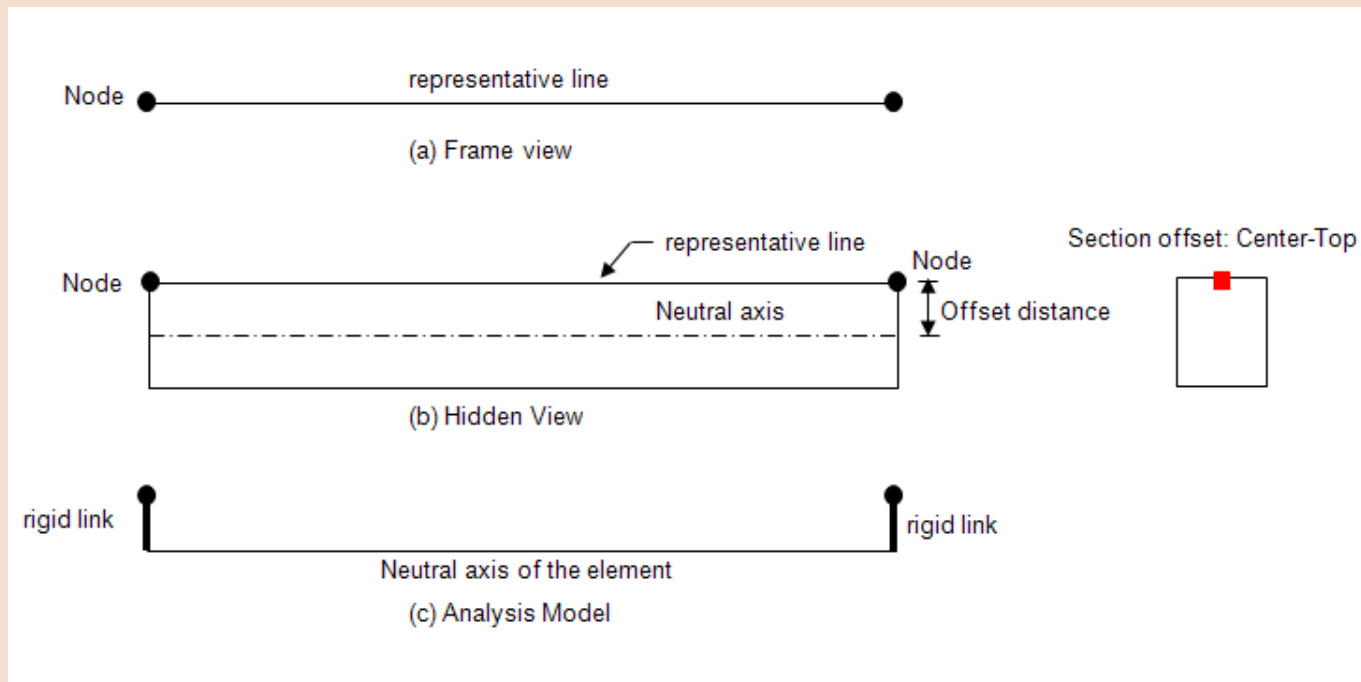 representative line
Node
(a) Frame view
representative line
Section offset: Center-Top
Node
Node
Neutral axis
Offset distance
(b) Hidden View
rigid link
rigid link
Neutral axis of the element
(c) Analysis Model